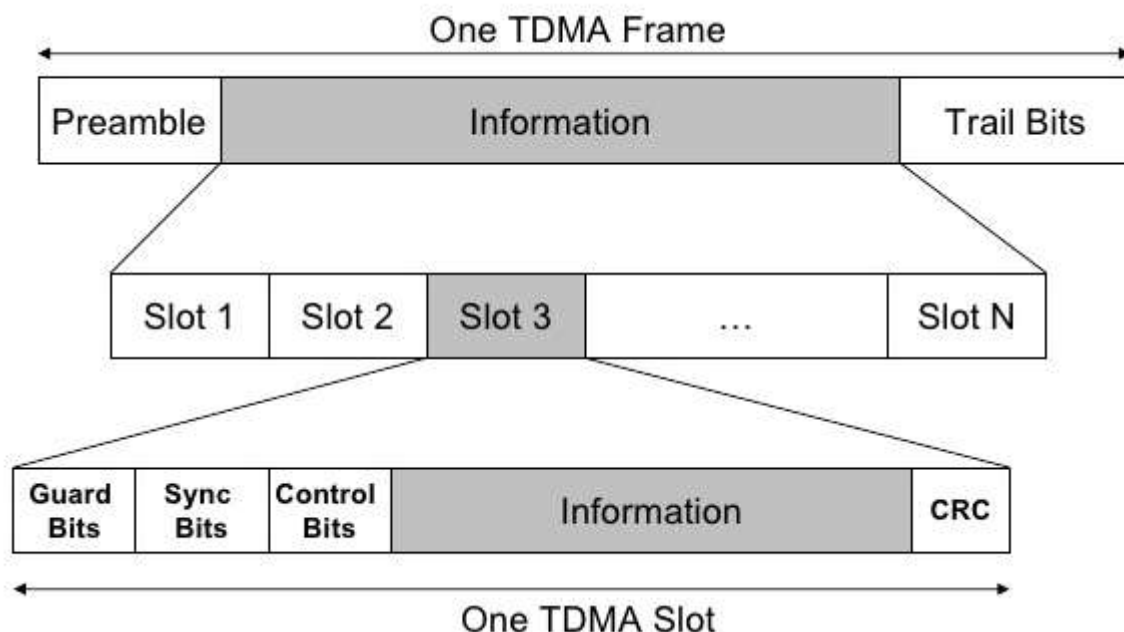 One TDMA Frame
Preamble Information Trail Bits
Slot 1 Slot 2 Slot 3 ... Slot N
Guard Bits Sync Bits Control Bits Information CRC
One TDMA Slot